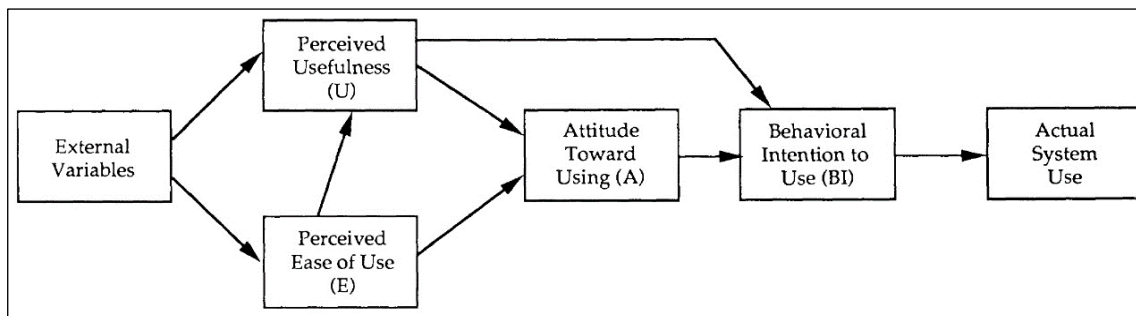 Perceived
Usefulness
(U)
External
Variables
Attitude
Toward
Using (A)
Behavioral
Intention to
Use (BI)
Actual
System
Use
Perceived
Ease of Use
(E)